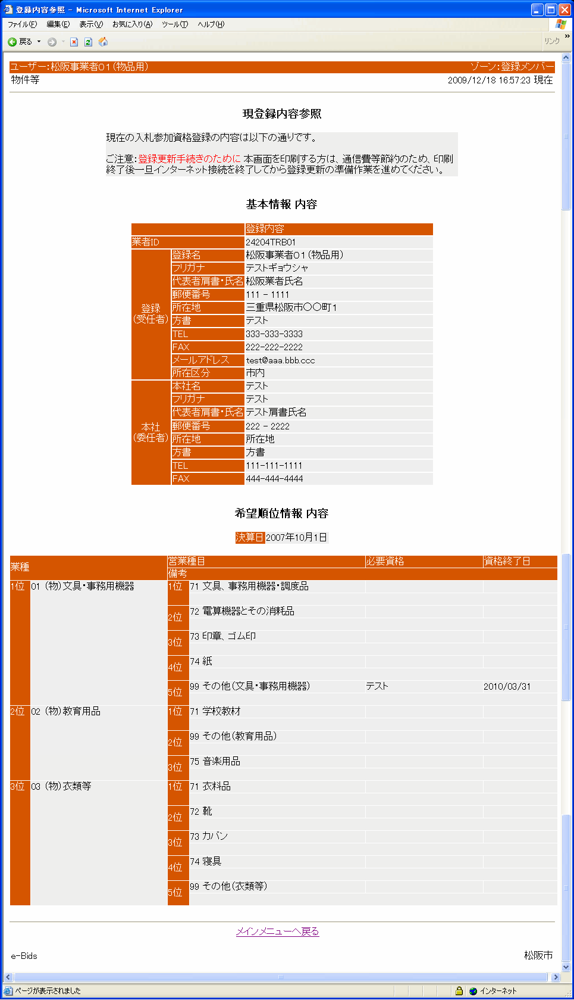 登録内容参照 - Microsoft Internet Explorer
ファイル(F) 編集(E) 表示(V) お気に入り(A) ツール(T) ヘルプ(H)
戻る リンク »
ユーザー：松阪事業者０１（物品用） ゾーン：登録メンバー
物件等 2009/12/18 16:57:23 現在
現登録内容参照
現在の入札参加資格登録の内容は以下の通りです。
ご注意：登録更新手続きのために 本画面を印刷する方は、通信費等節約のため、印刷
終了後一旦インターネット接続を終了してから登録更新の準備作業を進めてください。
基本情報 内容
登録内容
業者ID 24204TRB01
登録
（受任者）
登録名 松阪事業者０１（物品用）
フリガナ テストギョウシャ
代表者肩書・氏名 松阪業者氏名
郵便番号 111 - 1111
所在地 三重県松阪市〇〇町1
方書 テスト
TEL 333-333-3333
FAX 222-222-2222
メールアドレス test@aaa.bbb.ccc
所在区分 市内
本社
（委任者）
本社名 テスト
フリガナ テスト
代表者肩書・氏名 テスト肩書氏名
郵便番号 222 - 2222
所在地 所在地
方書 方書
TEL 111-111-1111
FAX 444-444-4444
希望順位情報 内容
決算日 2007年10月1日
業種 営業種目 必要資格 資格終了日
備考
1位 01 （物）文具・事務用機器 1位 71 文具、事務用機器・調度品
2位 72 電算機器とその消耗品
3位 73 印章、ゴム印
4位 74 紙
5位 99 その他（文具・事務用機器） テスト 2010/03/31
2位 02 （物）教育用品 1位 71 学校教材
2位 99 その他（教育用品）
3位 75 音楽用品
3位 03 （物）衣類等 1位 71 衣料品
2位 72 靴
3位 73 カバン
4位 74 寝具
5位 99 その他（衣類等）
メインメニューへ戻る
e-Bids 松阪市
ページが表示されました インターネット